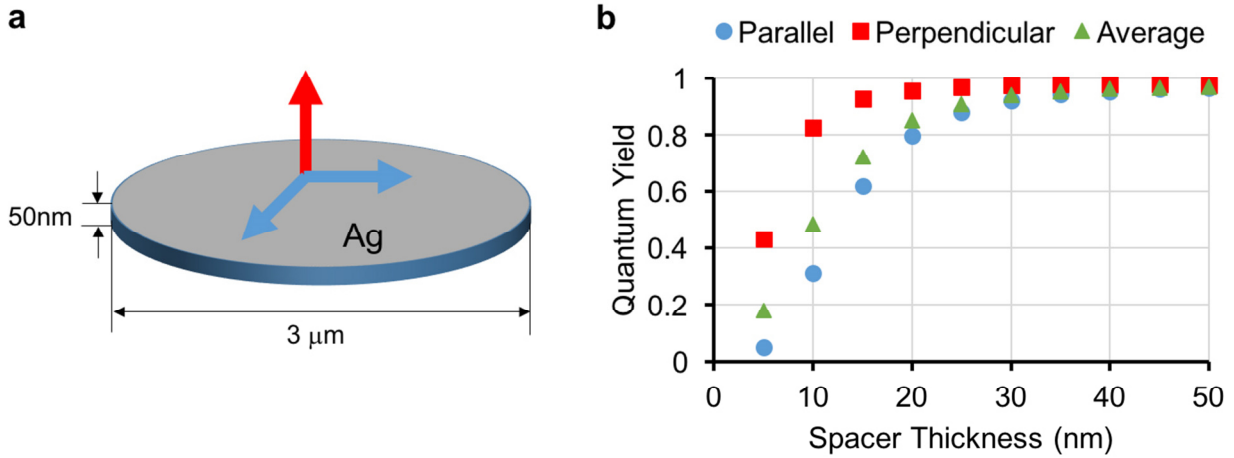 a
50nm
Ag
3 μm
b
Parallel Perpendicular Average
Quantum Yield
1
0.8
0.6
0.4
0.2
0
0 10 20 30 40 50
Spacer Thickness (nm)